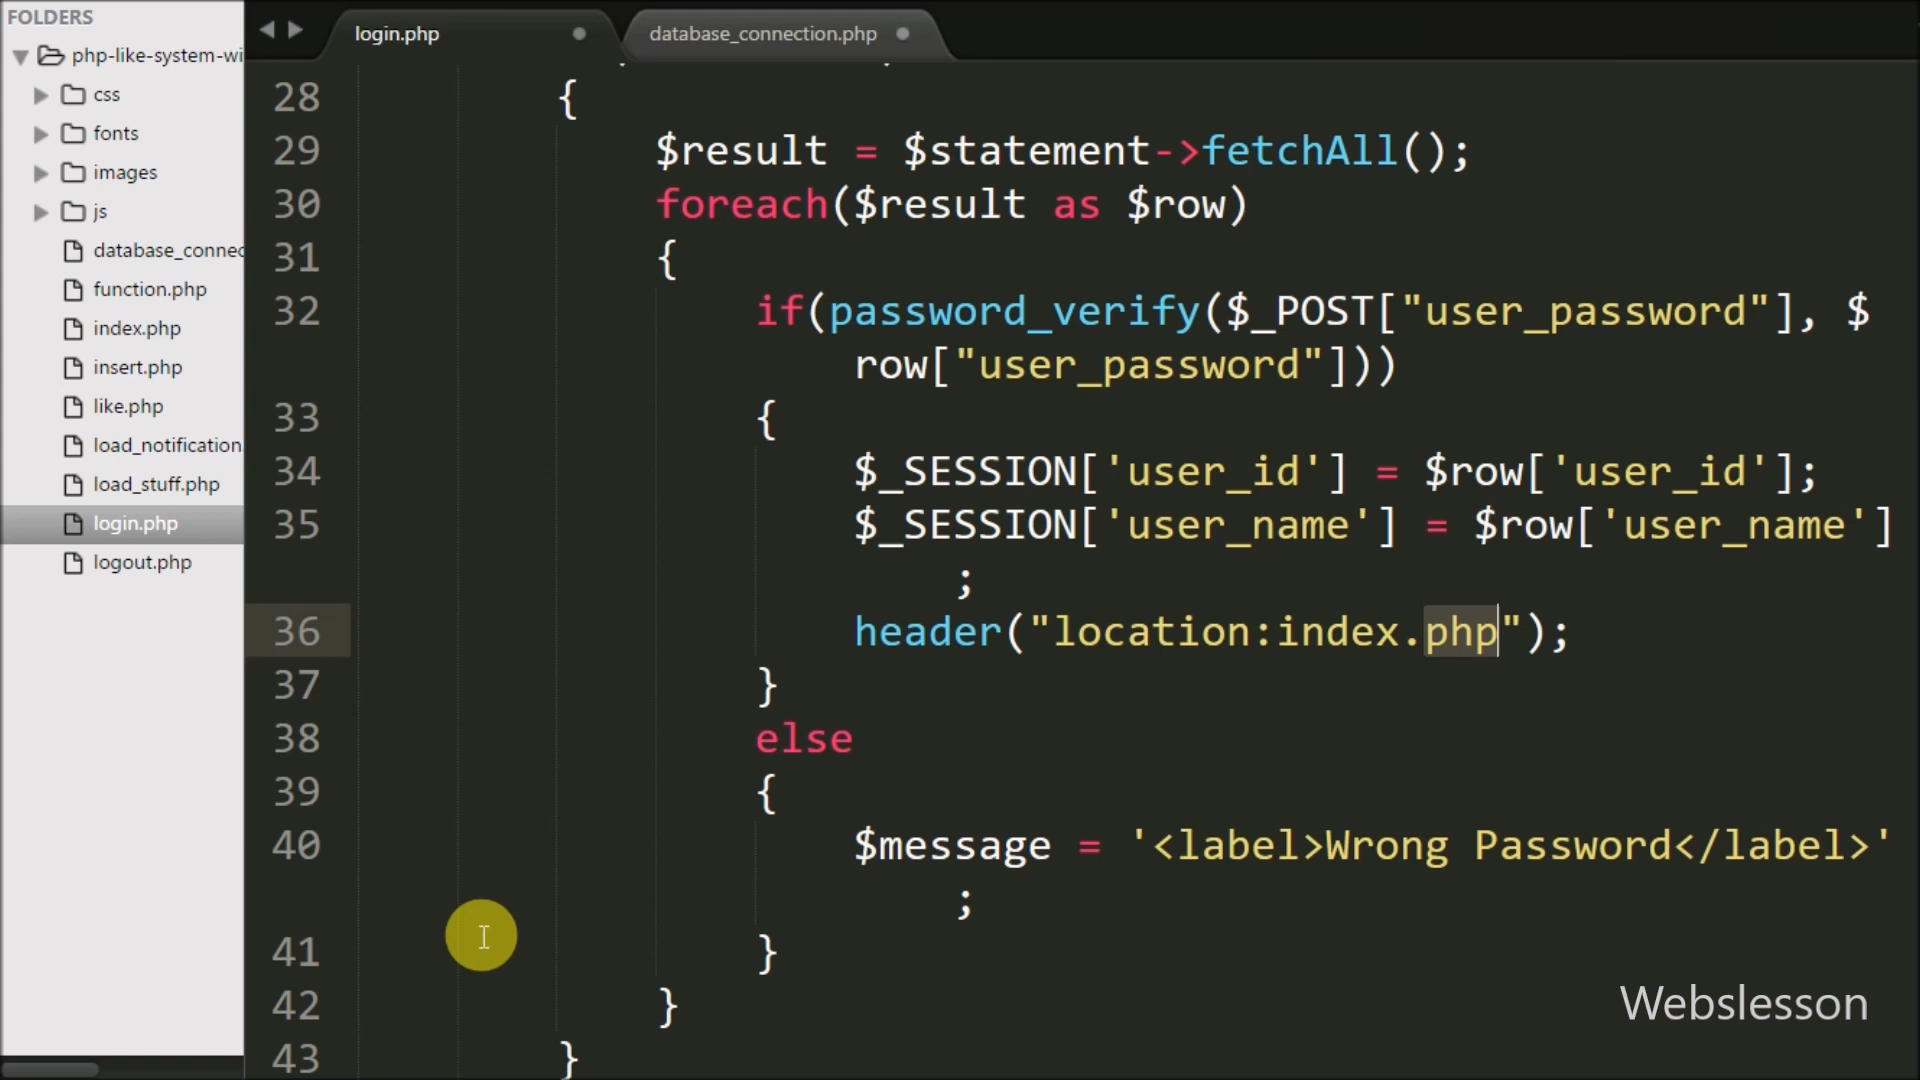 FOLDERS
php-like-system-wi
css
fonts
images
js
database_connec
function.php
index.php
insert.php
like.php
load_notification.
load_stuff.php
login.php
logout.php
login.php
database_connection.php
28 {
29 $result = $statement->fetchAll();
30 foreach($result as $row)
31 {
32 if(password_verify($_POST["user_password"], $
row["user_password"]))
33 {
34 $_SESSION['user_id'] = $row['user_id'];
35 $_SESSION['user_name'] = $row['user_name']
;
36 header("location:index.php");
37 }
38 else
39 {
40 $message = '<label>Wrong Password</label>'
;
41 }
42 }
43 }
Webslesson